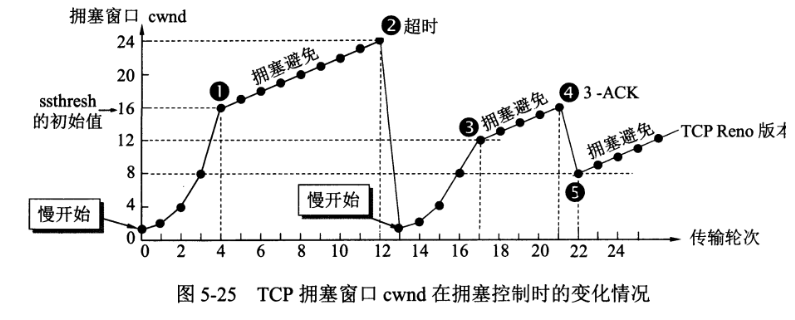 拥塞窗口 cwnd
❷超时
24
20
ssthresh
的初始值
16
12
8
4
0
❶
拥塞避免
❸
拥塞避免
❹ 3 -ACK
拥塞避免
❺
TCP Reno 版本
慢开始
慢开始
0 2 4 6 8 10 12 14 16 18 20 22 24
传输轮次
图 5-25 TCP 拥塞窗口 cwnd 在拥塞控制时的变化情况